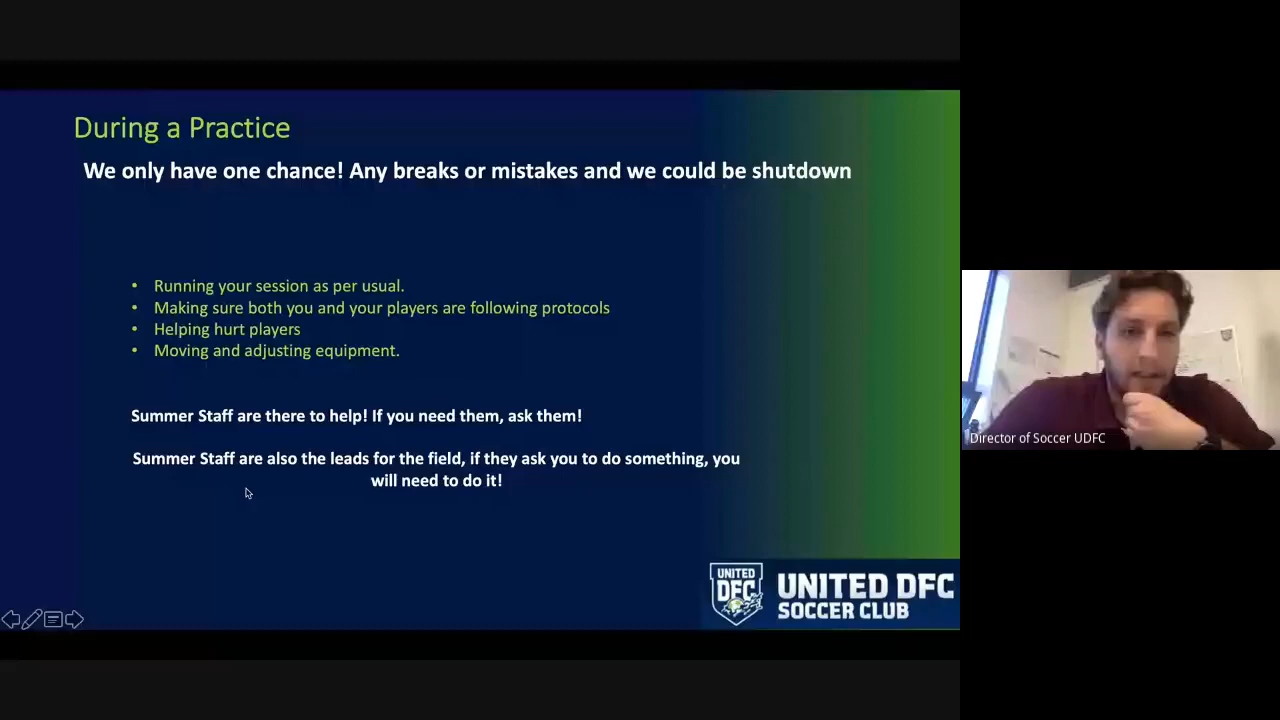 During a Practice
We only have one chance! Any breaks or mistakes and we could be shutdown
• Running your session as per usual.
• Making sure both you and your players are following protocols
• Helping hurt players
• Moving and adjusting equipment.
Summer Staff are there to help! If you need them, ask them!
Summer Staff are also the leads for the field, if they ask you to do something, you
will need to do it!
UNITED
DFC
UNITED DFC
SOCCER CLUB
Director of Soccer UDFC